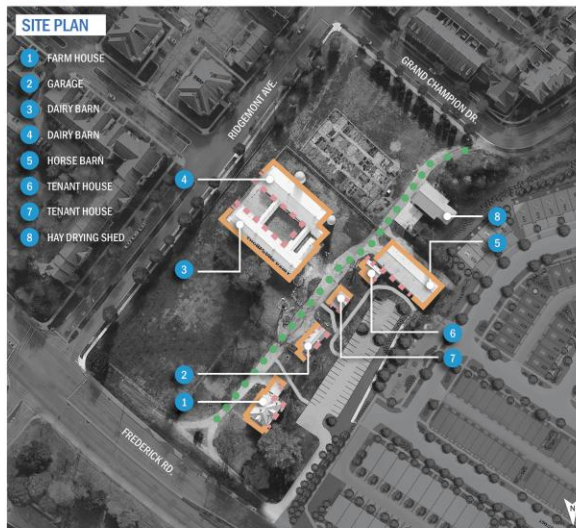 SITE PLAN
1 FARM HOUSE
2 GARAGE
3 DAIRY BARN
4 DAIRY BARN
5 HORSE BARN
6 TENANT HOUSE
7 TENANT HOUSE
8 HAY DRYING SHED
RIDGEMONT AVE.
GRAND CHAMPION DR.
4
8
3
5
6
2
7
1
FREDERICK RD.
N